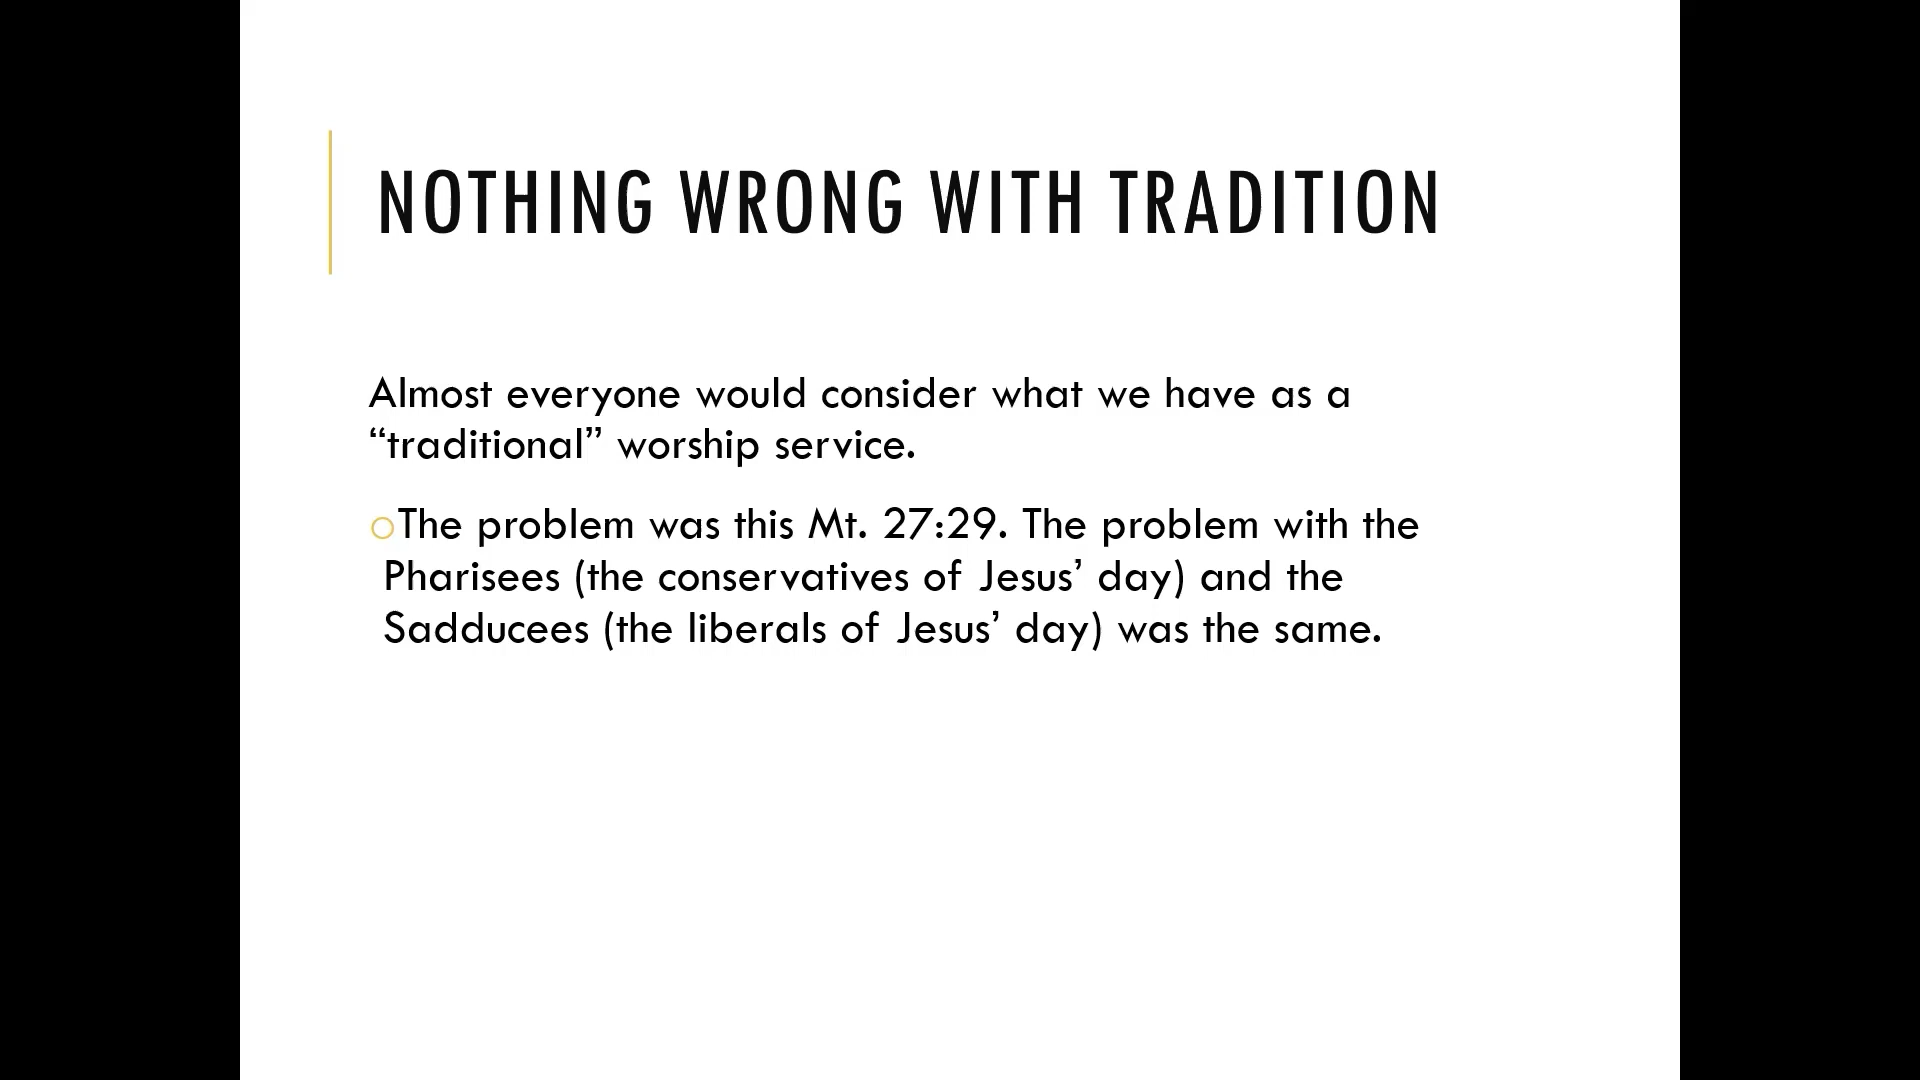 NOTHING WRONG WITH TRADITION
Almost everyone would consider what we have as a
“traditional” worship service.
The problem was this Mt. 27:29. The problem with the
Pharisees (the conservatives of Jesus’ day) and the
Sadducees (the liberals of Jesus’ day) was the same.